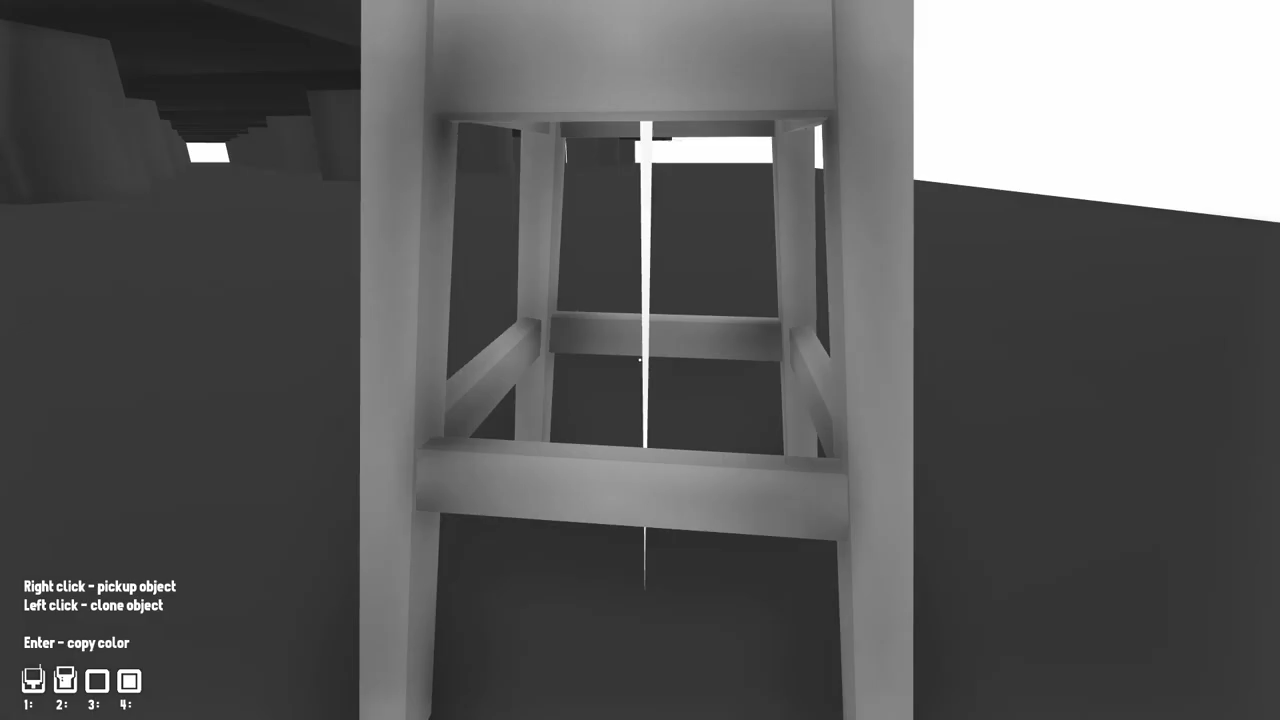 Right click - pickup object
Left click - clone object
Enter - copy color
1: 2: 3: 4: